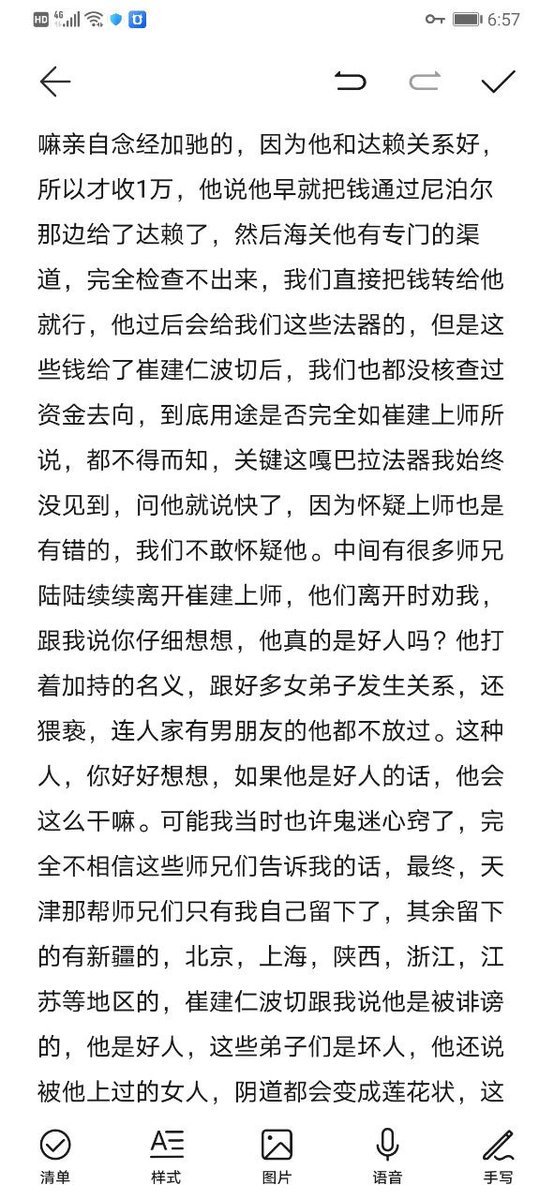 HD 4G 6:57
嘛亲自念经加驰的，因为他和达赖关系好，
所以才收1万，他说他早就把钱通过尼泊尔
那边给了达赖了，然后海关他有专门的渠
道，完全检查不出来，我们直接把钱转给他
就行，他过后会给我们这些法器的，但是这
些钱给了崔建仁波切后，我们也都没核查过
资金去向，到底用途是否完全如崔建上师所
说，都不得而知，关键这嘎巴拉法器我始终
没见到，问他就说快了，因为怀疑上师也是
有错的，我们不敢怀疑他。中间有很多师兄
陆陆续续离开崔建上师，他们离开时劝我，
跟我说你仔细想想，他真的是好人吗？他打
着加持的名义，跟好多女弟子发生关系，还
猥亵，连人家有男朋友的他都不放过。这种
人，你好好想想，如果他是好人的话，他会
这么干嘛。可能我当时也许鬼迷心窍了，完
全不相信这些师兄们告诉我的话，最终，天
津那帮师兄们只有我自己留下了，其余留下
的有新疆的，北京，上海，陕西，浙江，江
苏等地区的，崔建仁波切跟我说他是被诽谤
的，他是好人，这些弟子们是坏人，他还说
被他上过的女人，阴道都会变成莲花状，这
清单 样式 图片 语音 手写